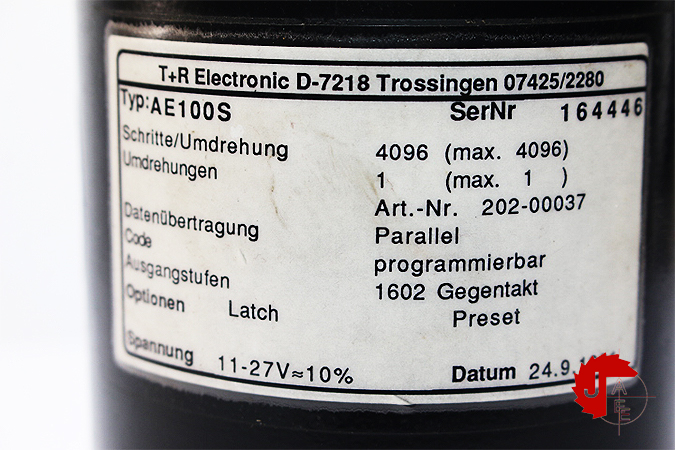 T+R Electronic D-7218 Trossingen 07425/2280
Typ:AE100S SerNr 164446
Schritte/Umdrehung 4096 (max. 4096)
Umdrehungen 1 (max. 1 )
Art.-Nr. 202-00037
Datenübertragung Parallel
Code programmierbar
Ausgangstufen 1602 Gegentakt
Optionen Latch Preset
Spannung 11-27V≈10% Datum 24.9.
J